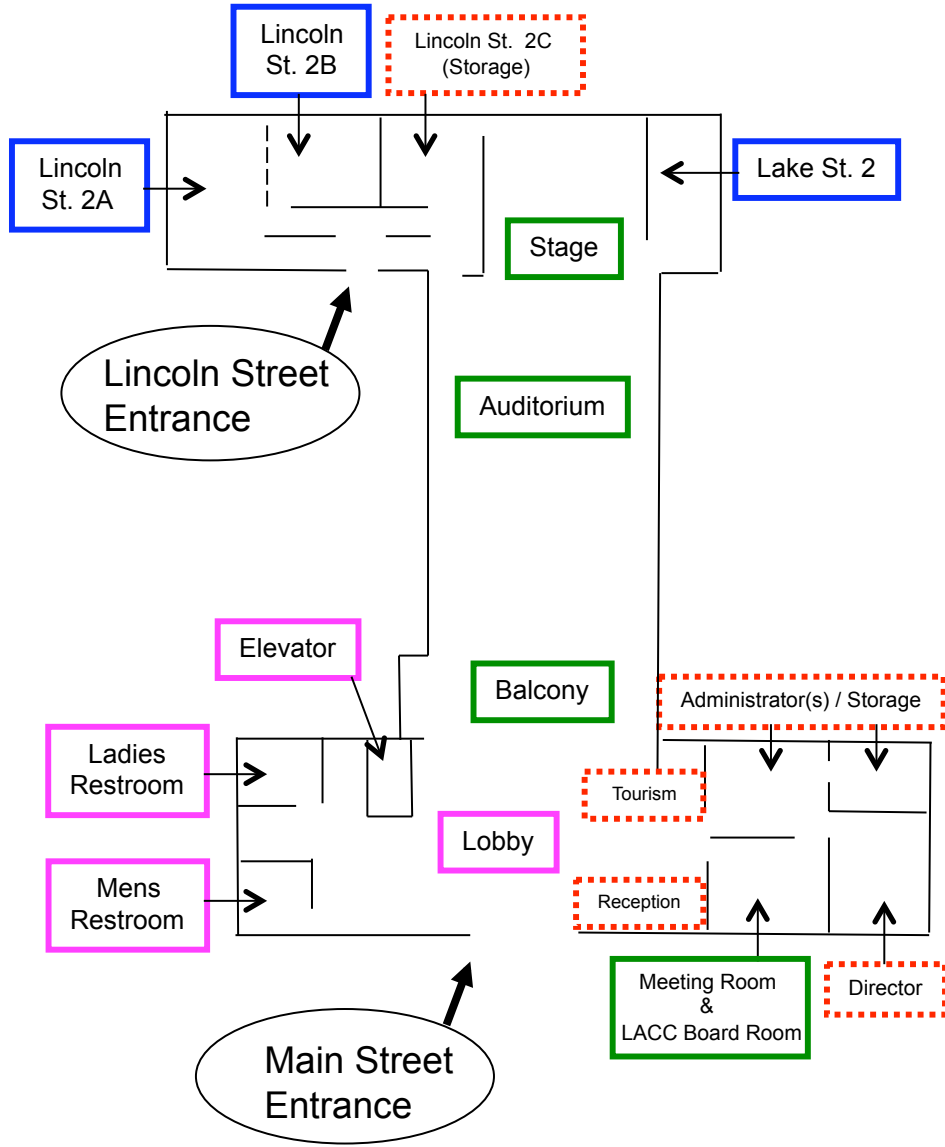 Lincoln
St. 2B
Lincoln St.  2C
(Storage)
Lincoln
St. 2A
Lake St. 2
Stage
Lincoln Street
Entrance
Auditorium
Elevator
Balcony
Administrator(s) / Storage
Ladies
Restroom
Tourism
Lobby
Mens
Restroom
Reception
Meeting Room
&
LACC Board Room
Director
Main Street
Entrance